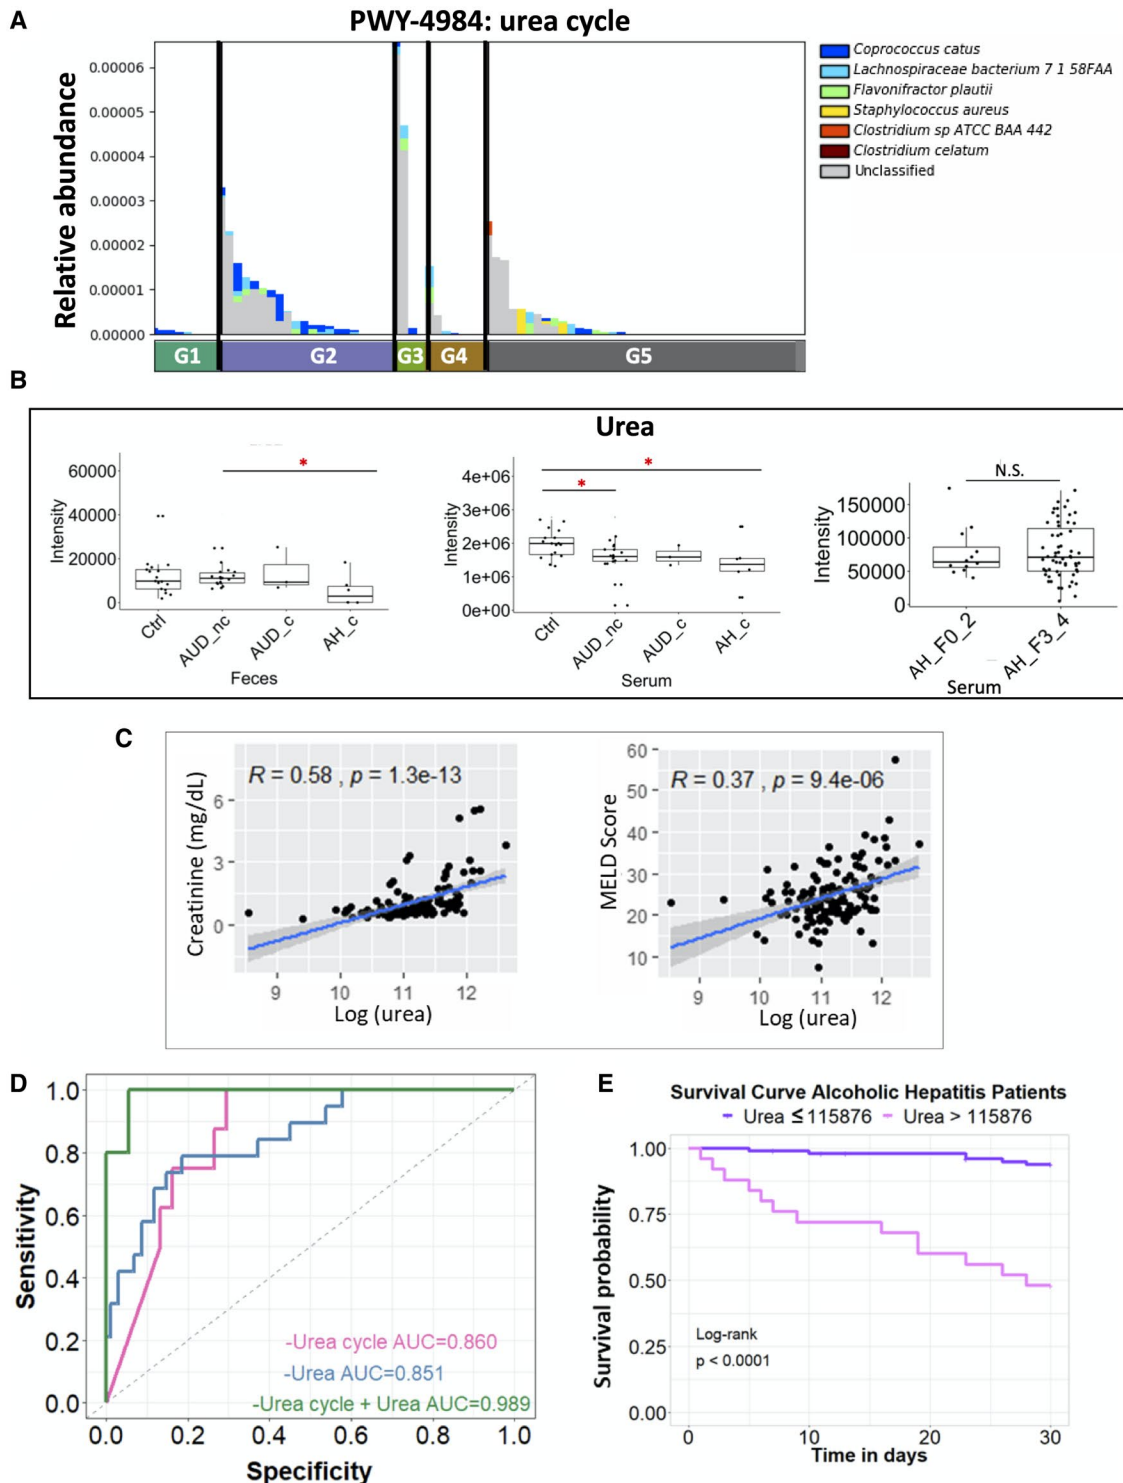 A
PWY-4984: urea cycle
Relative abundance
0.00006
0.00005
0.00004
0.00003
0.00002
0.00001
0.00000
G1 G2 G3 G4 G5
Coprococcus catus
Lachnospiraceae bacterium 7 1 58FAA
Flavonifractor plautii
Staphylococcus aureus
Clostridium sp ATCC BAA 442
Clostridium celatum
Unclassified
B
Urea
Intensity
60000
40000
20000
0
*
Ctrl AUD_nc AUD_c AH_c
Feces
Intensity
4e+06
3e+06
2e+06
1e+06
0e+00
*
*
Ctrl AUD_nc AUD_c AH_c
Serum
Intensity
150000
100000
50000
0
N.S.
AH_F0_2 AH_F3_4
Serum
C
Creatinine (mg/dL)
6
3
0
R = 0.58 , p = 1.3e-13
9 10 11 12
Log (urea)
MELD Score
60
50
40
30
20
10
R = 0.37 , p = 9.4e-06
9 10 11 12
Log (urea)
D
Sensitivity
1.0
0.8
0.6
0.4
0.2
0.0
-Urea cycle AUC=0.860
-Urea AUC=0.851
-Urea cycle + Urea AUC=0.989
0.0 0.2 0.4 0.6 0.8 1.0
Specificity
E
Survival Curve Alcoholic Hepatitis Patients
Urea ≤115876 Urea > 115876
Survival probability
1.00
0.75
0.50
0.25
0.00
Log-rank
p < 0.0001
0 10 20 30
Time in days